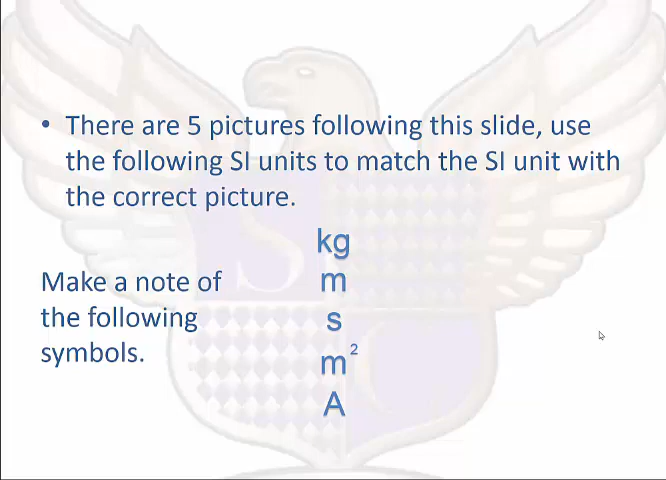 • There are 5 pictures following this slide, use
the following SI units to match the SI unit with
the correct picture.
kg
Make a note of
the following
symbols.
m
s
m²
A